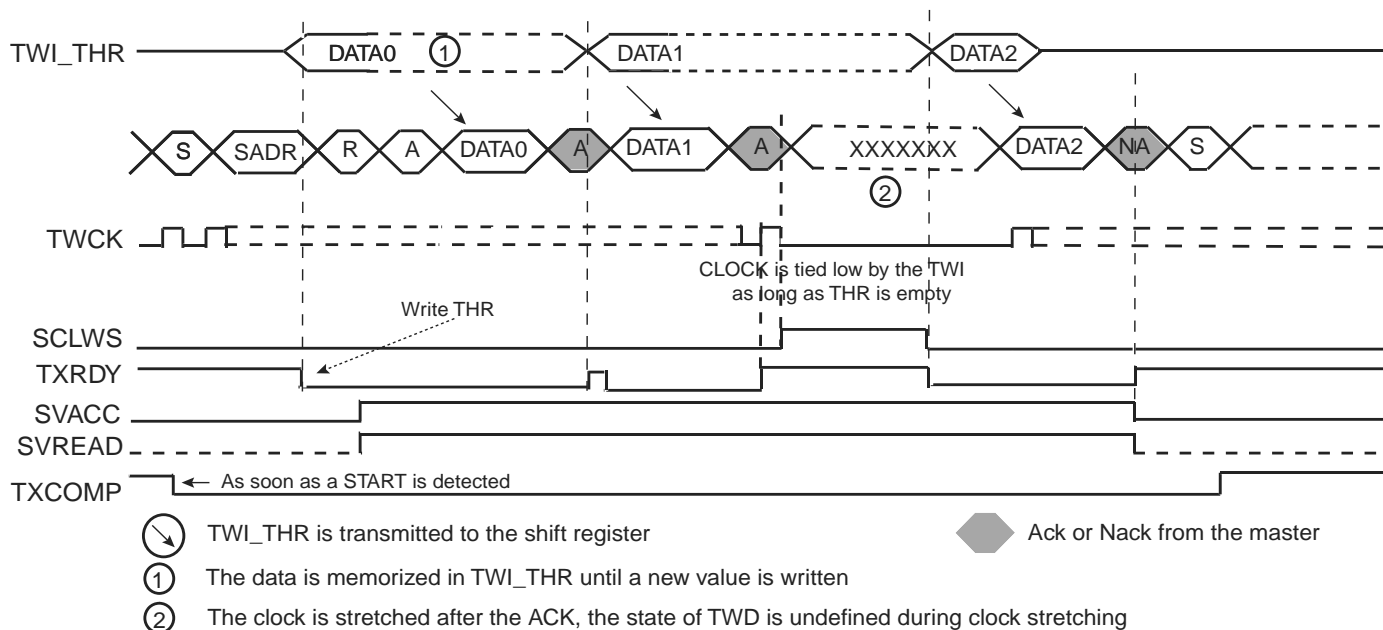 TWI_THR DATA0 1 DATA1 DATA2
S SADR R A DATA0 A DATA1 A XXXXXXX DATA2 NA S
2
TWCK
CLOCK is tied low by the TWI
as long as THR is empty
Write THR
SCLWS
TXRDY
SVACC
SVREAD
TXCOMP As soon as a START is detected
TWI_THR is transmitted to the shift register Ack or Nack from the master
1 The data is memorized in TWI_THR until a new value is written
2 The clock is stretched after the ACK, the state of TWD is undefined during clock stretching